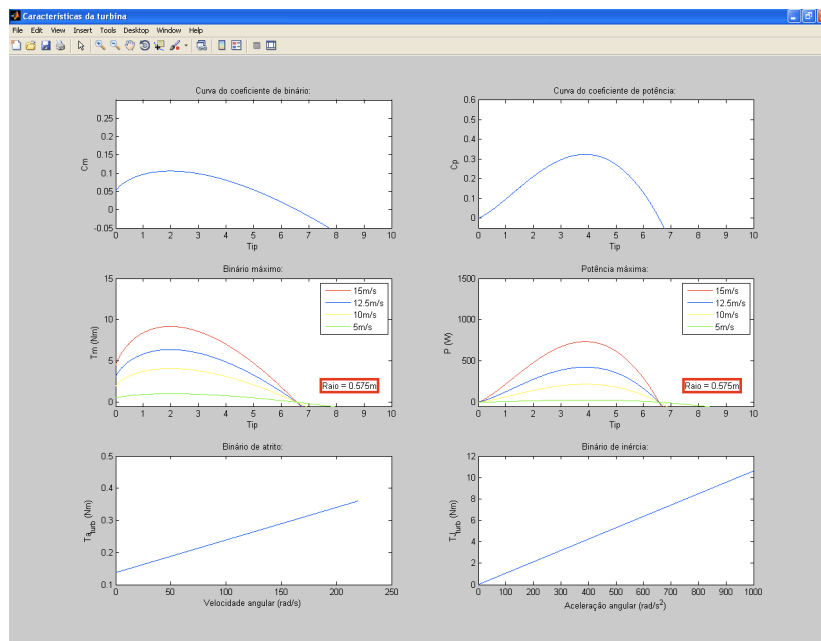 Características da turbina
File Edit View Insert Tools Desktop Window Help
Curva do coeficiente de binário:
Cm
0.25
0.2
0.15
0.1
0.05
0
-0.05
0 1 2 3 4 5 6 7 8 9 10
Tip
Curva do coeficiente de potência:
Cp
0.6
0.5
0.4
0.3
0.2
0.1
0
0 1 2 3 4 5 6 7 8 9 10
Tip
Binário máximo:
Tm (Nm)
15
10
5
0
15m/s
12.5m/s
10m/s
5m/s
Raio = 0.575m
0 1 2 3 4 5 6 7 8 9 10
Tip
Potência máxima:
P (W)
1500
1000
500
0
15m/s
12.5m/s
10m/s
5m/s
Raio = 0.575m
0 1 2 3 4 5 6 7 8 9 10
Tip
Binário de atrito:
Ta turb (Nm)
0.5
0.4
0.3
0.2
0.1
0 50 100 150 200 250
Velocidade angular (rad/s)
Binário de inércia:
TJ turb (Nm)
12
10
8
6
4
2
0
0 100 200 300 400 500 600 700 800 900 1000
Aceleração angular (rad/s²)